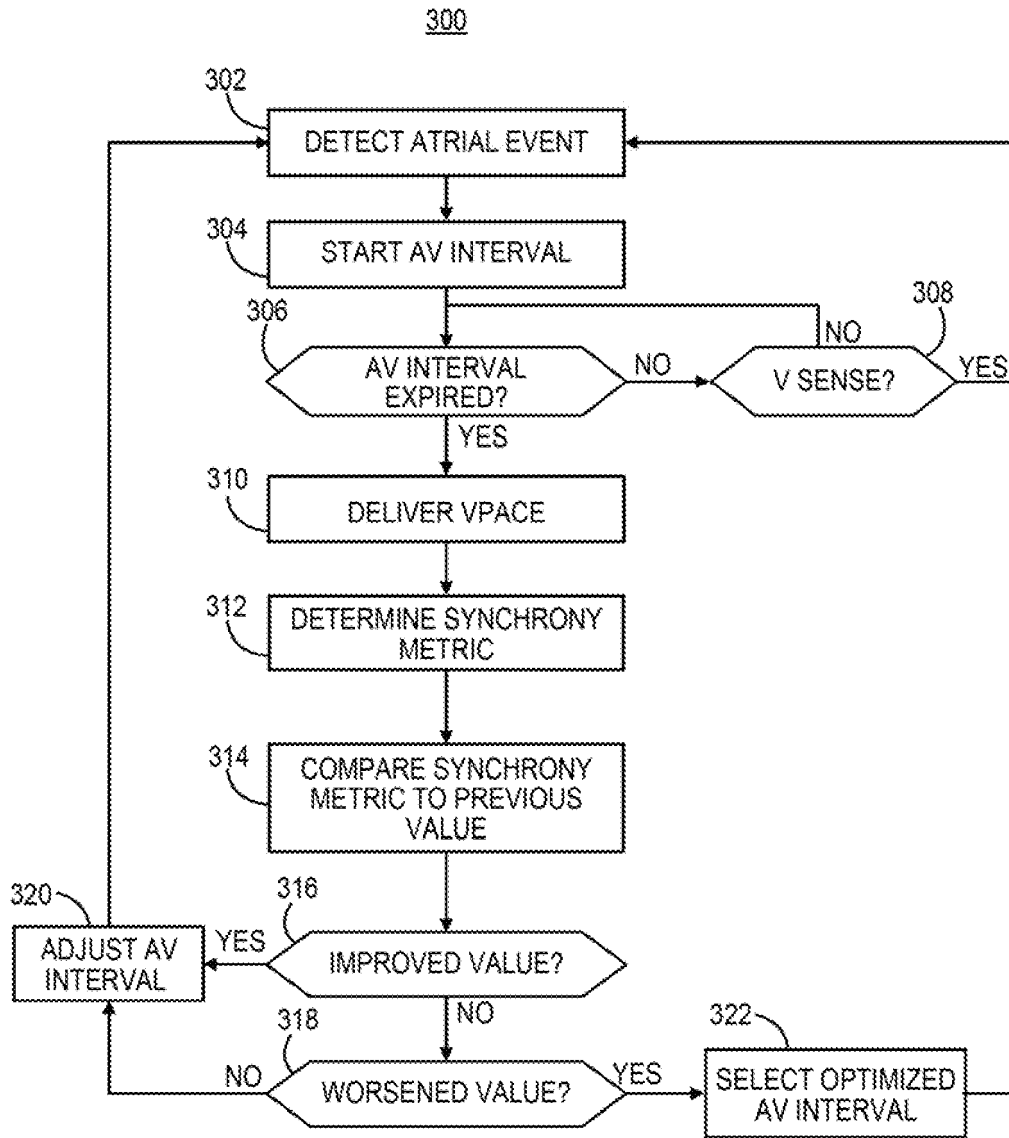 300
302
DETECT ATRIAL EVENT
304
START AV INTERVAL
306
AV INTERVAL
EXPIRED?
NO
308
V SENSE?
NO
YES
YES
310
DELIVER VPACE
312
DETERMINE SYNCHRONY
METRIC
314
COMPARE SYNCHRONY
METRIC TO PREVIOUS
VALUE
316
IMPROVED VALUE?
YES
320
ADJUST AV
INTERVAL
NO
318
WORSENED VALUE?
NO
YES
322
SELECT OPTIMIZED
AV INTERVAL